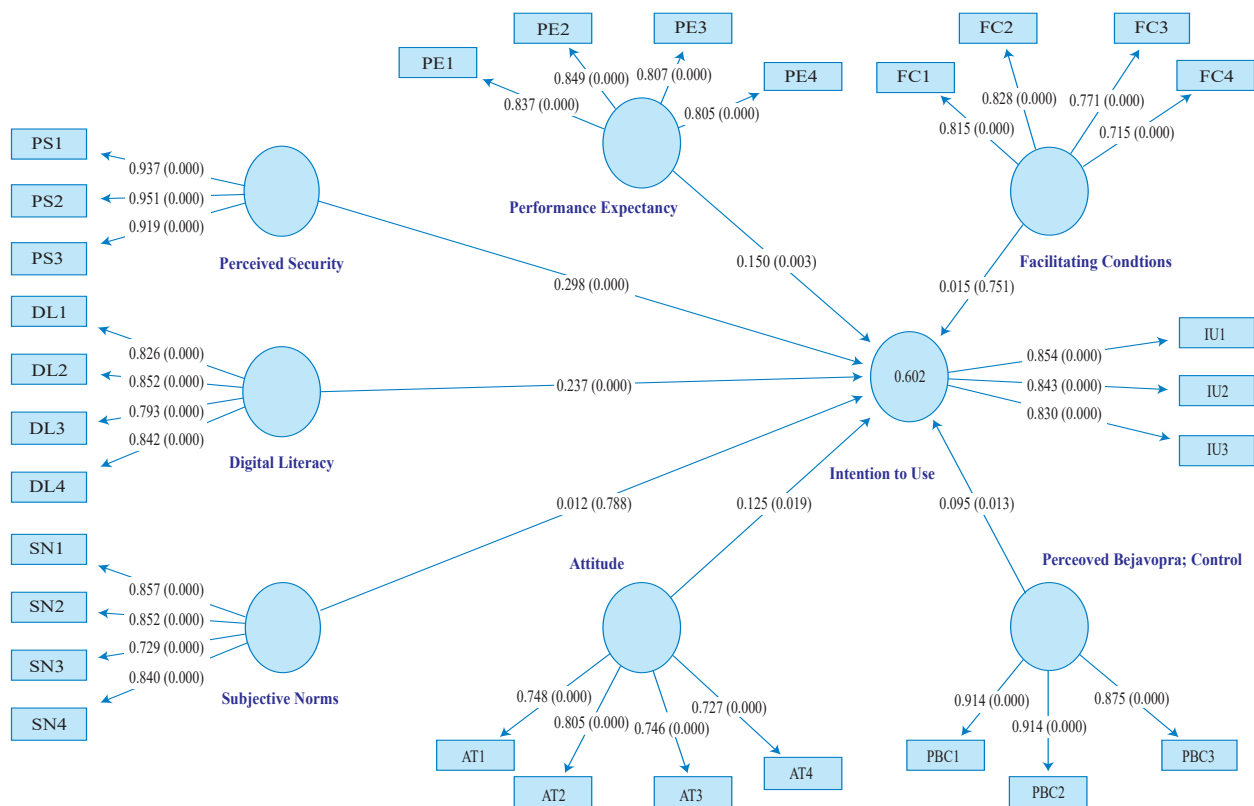 PE1
PE2
PE3
PE4
0.837 (0.000)
0.849 (0.000)
0.807 (0.000)
0.805 (0.000)
Performance Expectancy
0.150 (0.003)
FC1
FC2
FC3
FC4
0.815 (0.000)
0.828 (0.000)
0.771 (0.000)
0.715 (0.000)
Facilitating Condtions
0.015 (0.751)
PS1
PS2
PS3
0.937 (0.000)
0.951 (0.000)
0.919 (0.000)
Perceived Security
0.298 (0.000)
DL1
DL2
DL3
DL4
0.826 (0.000)
0.852 (0.000)
0.793 (0.000)
0.842 (0.000)
Digital Literacy
0.237 (0.000)
0.602
Intention to Use
0.854 (0.000)
0.843 (0.000)
0.830 (0.000)
IU1
IU2
IU3
SN1
SN2
SN3
SN4
0.857 (0.000)
0.852 (0.000)
0.729 (0.000)
0.840 (0.000)
Subjective Norms
0.012 (0.788)
Attitude
0.125 (0.019)
0.748 (0.000)
0.805 (0.000)
0.746 (0.000)
0.727 (0.000)
AT1
AT2
AT3
AT4
Perceoved Bejavopra; Control
0.095 (0.013)
0.914 (0.000)
0.914 (0.000)
0.875 (0.000)
PBC1
PBC2
PBC3